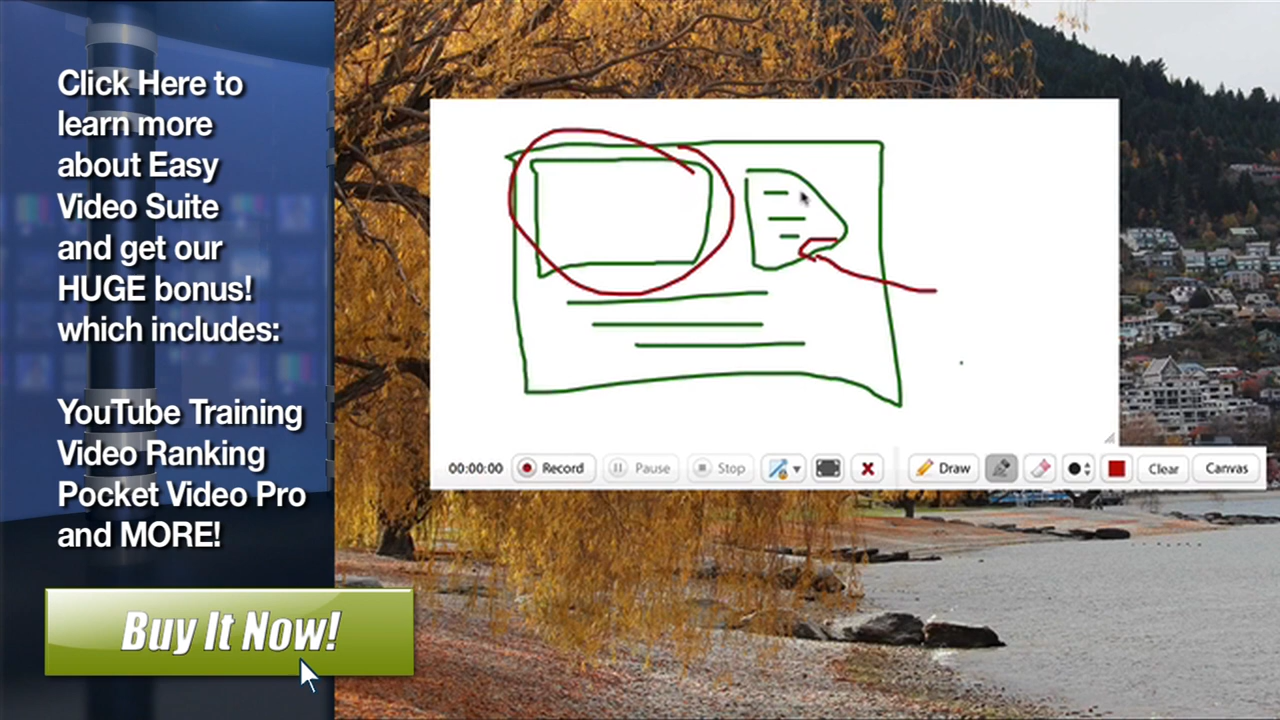 Click Here to
learn more
about Easy
Video Suite
and get our
HUGE bonus!
which includes:
YouTube Training
Video Ranking
Pocket Video Pro
and MORE!
Buy It Now!
00:00:00 Record Pause Stop Draw Clear Canvas